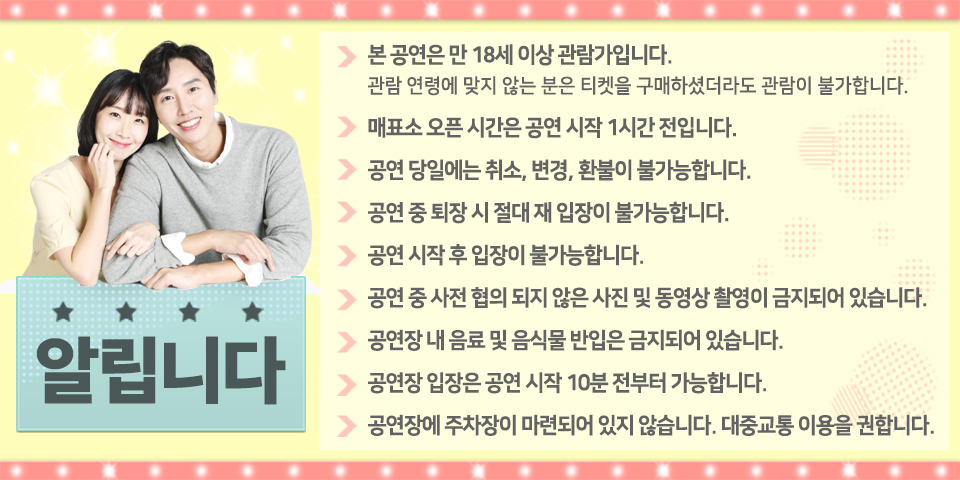 알립니다
본 공연은 만 18세 이상 관람가입니다.
관람 연령에 맞지 않는 분은 티켓을 구매하셨더라도 관람이 불가합니다.
매표소 오픈 시간은 공연 시작 1시간 전입니다.
공연 당일에는 취소, 변경, 환불이 불가능합니다.
공연 중 퇴장 시 절대 재 입장이 불가능합니다.
공연 시작 후 입장이 불가능합니다.
공연 중 사전 협의 되지 않은 사진 및 동영상 촬영이 금지되어 있습니다.
공연장 내 음료 및 음식물 반입은 금지되어 있습니다.
공연장 입장은 공연 시작 10분 전부터 가능합니다.
공연장에 주차장이 마련되어 있지 않습니다. 대중교통 이용을 권합니다.